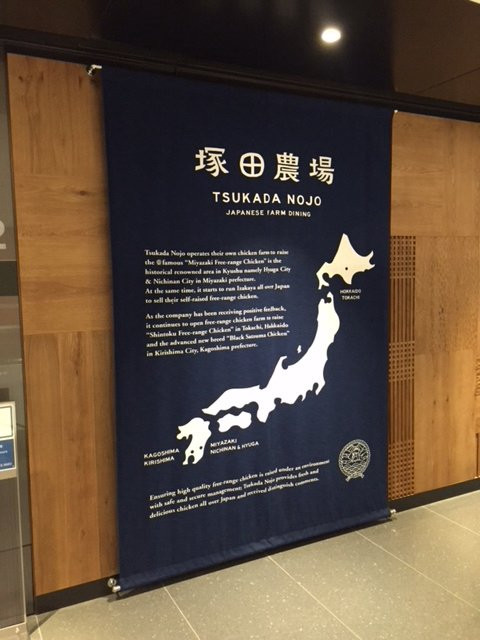 塚田農場
TSUKADA NOJO
JAPANESE FARM DINING
Tsukada Nojo operates their own chicken farm to raise
the famous "Miyazaki Free-range Chicken" is the
historical renowned area in Kyushu namely Hyuga City
& Nichinan City in Miyazaki prefecture.
At the same time, it starts to run Izakaya all over Japan
to sell their self-raised free-range chicken.
As the company has been receiving positive feedback,
it continues to open free-range chicken farm to raise
"Shintoku Free-range Chicken" in Tokachi, Hokkaido
and the advanced new breed "Black Satsuma Chicken"
in Kirishima City, Kagoshima prefecture.
HOKKAIDO
TOKACHI
KAGOSHIMA
KIRISHIMA
MIYAZAKI
NICHINAN & HYUGA
Ensuring high quality free-range chicken is raised under an environment
with safe and secure management; Tsukada Nojo provides fresh and
delicious chicken all over Japan and received distinguish comments.